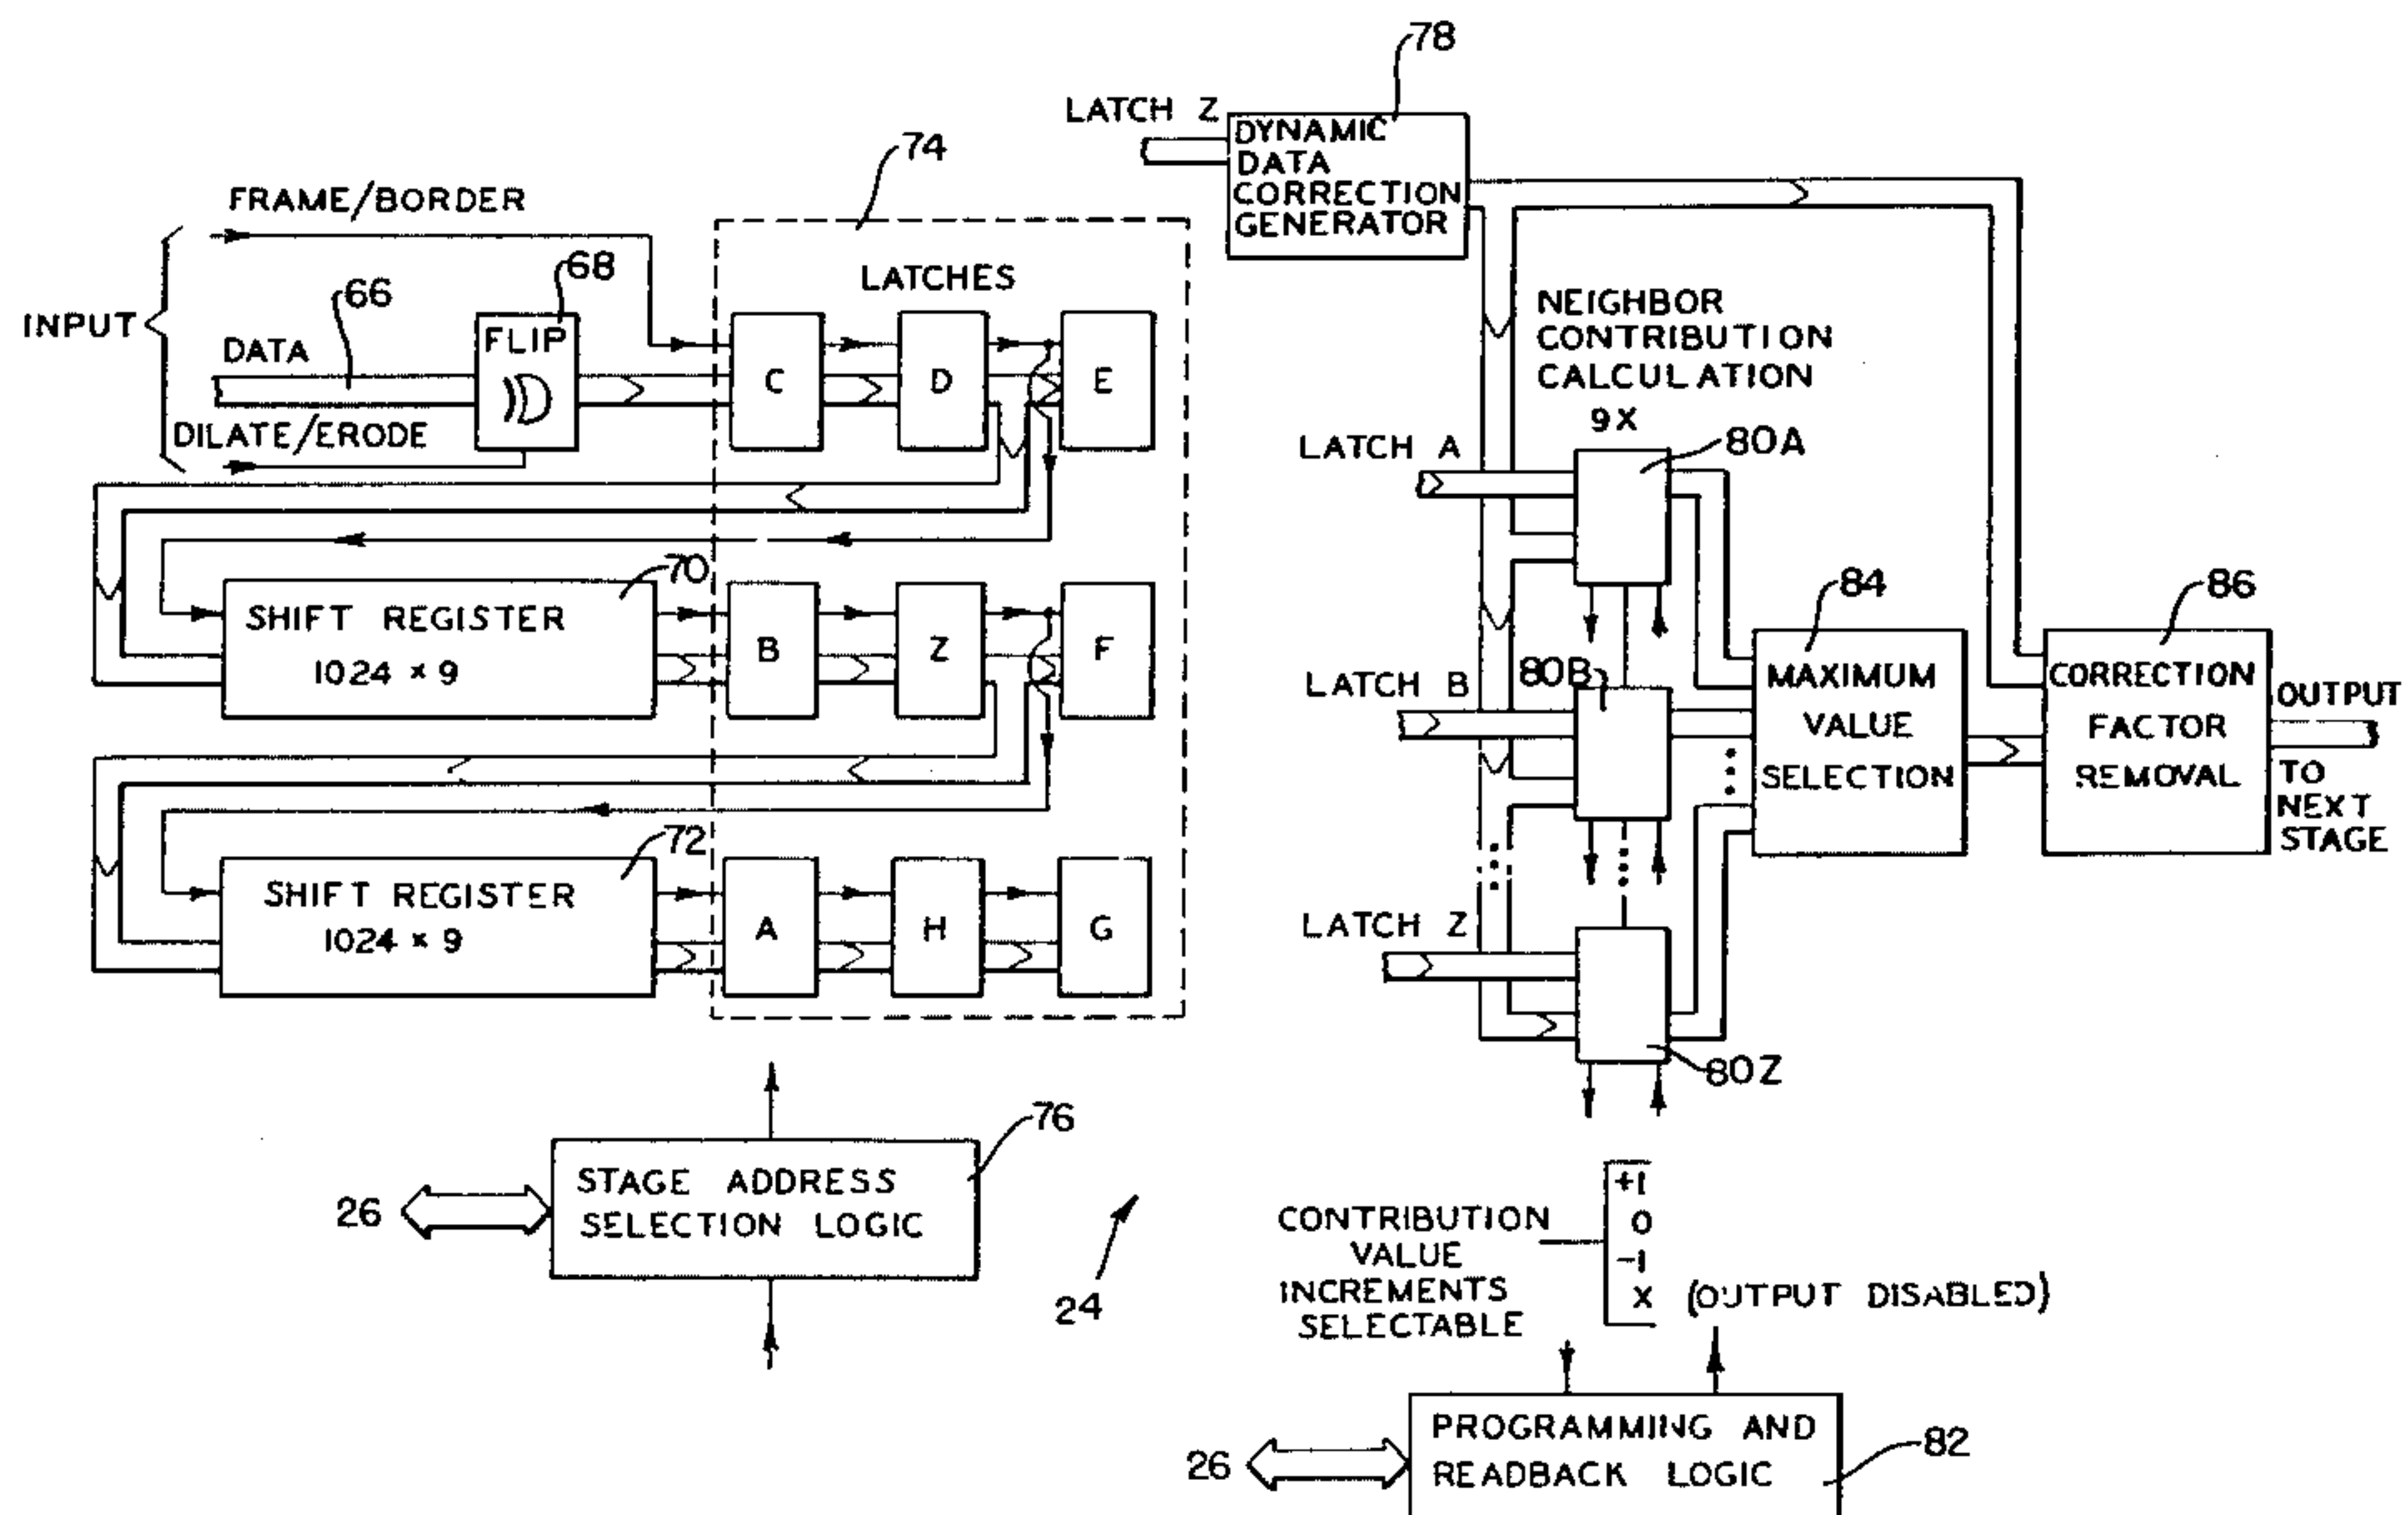 78
LATCH Z
DYNAMIC
DATA
CORRECTION
GENERATOR
74
FRAME/BORDER
LATCHES
68
66
INPUT
DATA
FLIP
DILATE/ERODE
C
D
E
NEIGHBOR
CONTRIBUTION
CALCULATION
9X
LATCH A
80A
70
SHIFT REGISTER
1024 × 9
B
Z
F
LATCH B
80B
84
MAXIMUM
VALUE
SELECTION
86
CORRECTION
FACTOR
REMOVAL
OUTPUT
TO
NEXT
STAGE
72
SHIFT REGISTER
1024 × 9
A
H
G
LATCH Z
80Z
76
STAGE ADDRESS
SELECTION LOGIC
26
24
CONTRIBUTION
VALUE
INCREMENTS
SELECTABLE
+1
0
-1
X (OUTPUT DISABLED)
PROGRAMMING AND
READBACK LOGIC
26
82